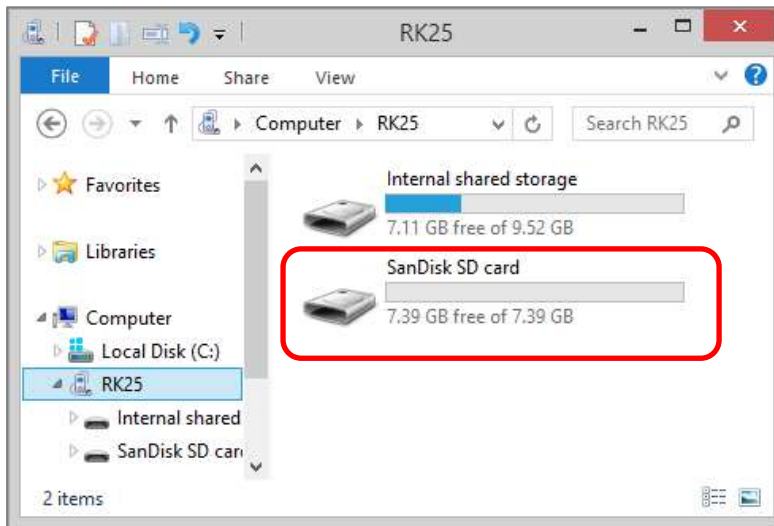 RK25
File Home Share View
Computer RK25
Search RK25
Favorites
Libraries
Computer
Local Disk (C:)
RK25
Internal shared
SanDisk SD car
Internal shared storage
7.11 GB free of 9.52 GB
SanDisk SD card
7.39 GB free of 7.39 GB
2 items